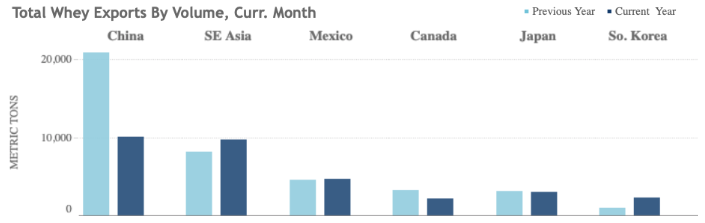 Total Whey Exports By Volume, Curr. Month
Previous Year Current Year
China SE Asia Mexico Canada Japan So. Korea
20,000
10,000
0
METRIC TONS